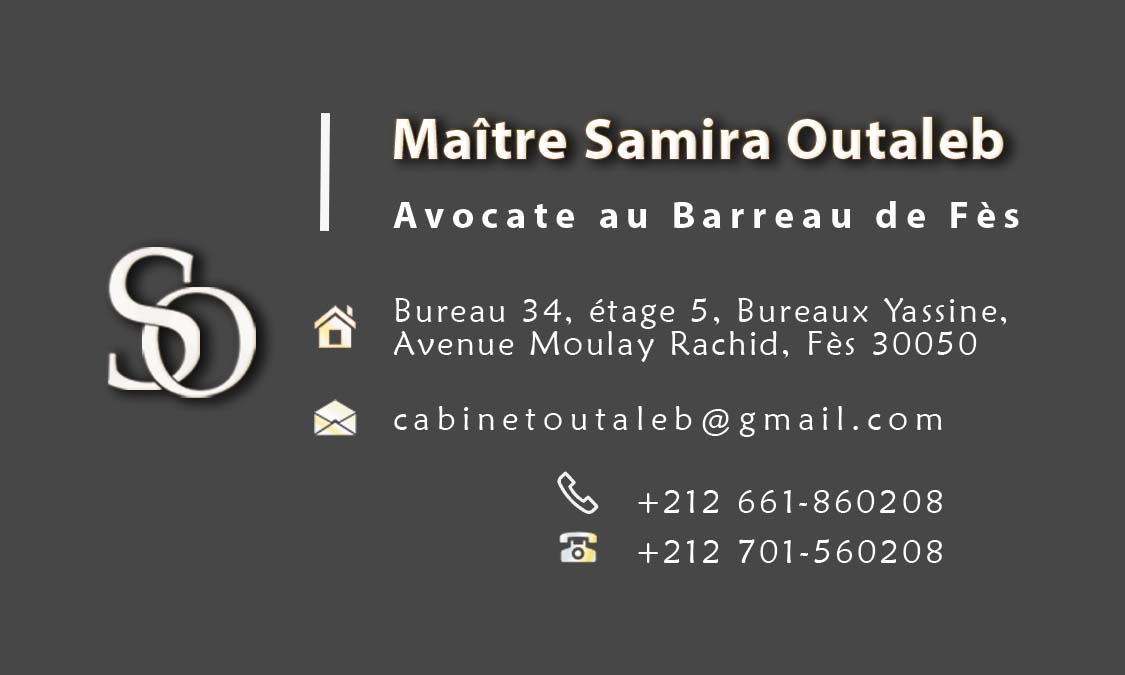 Maître Samira Outaleb
Avocate au Barreau de Fès
SO
Bureau 34, étage 5, Bureaux Yassine,
Avenue Moulay Rachid, Fès 30050
cabinetoutaleb@gmail.com
+212 661-860208
+212 701-560208